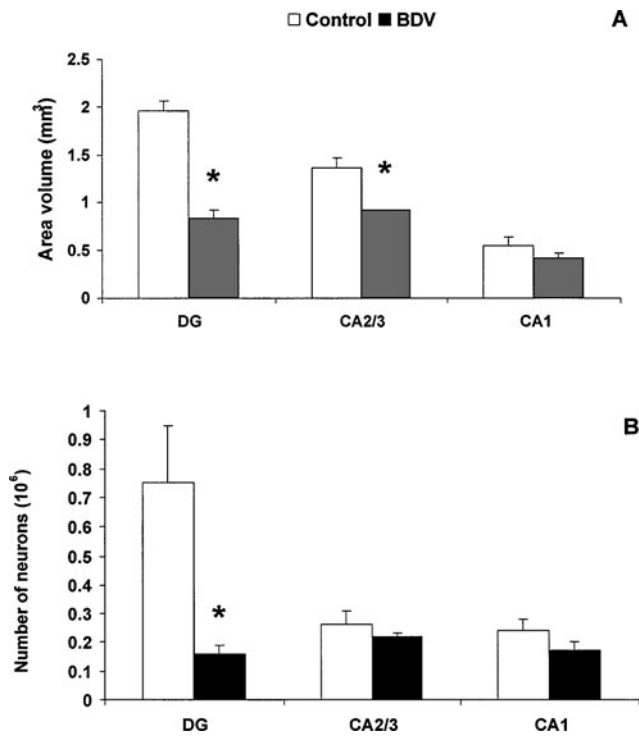 Control BDV
A
Area volume (mm³)
2.5
2
1.5
1
0.5
0
*
*
DG CA2/3 CA1
B
Number of neurons (10⁶)
1
0.9
0.8
0.7
0.6
0.5
0.4
0.3
0.2
0.1
0
*
DG CA2/3 CA1